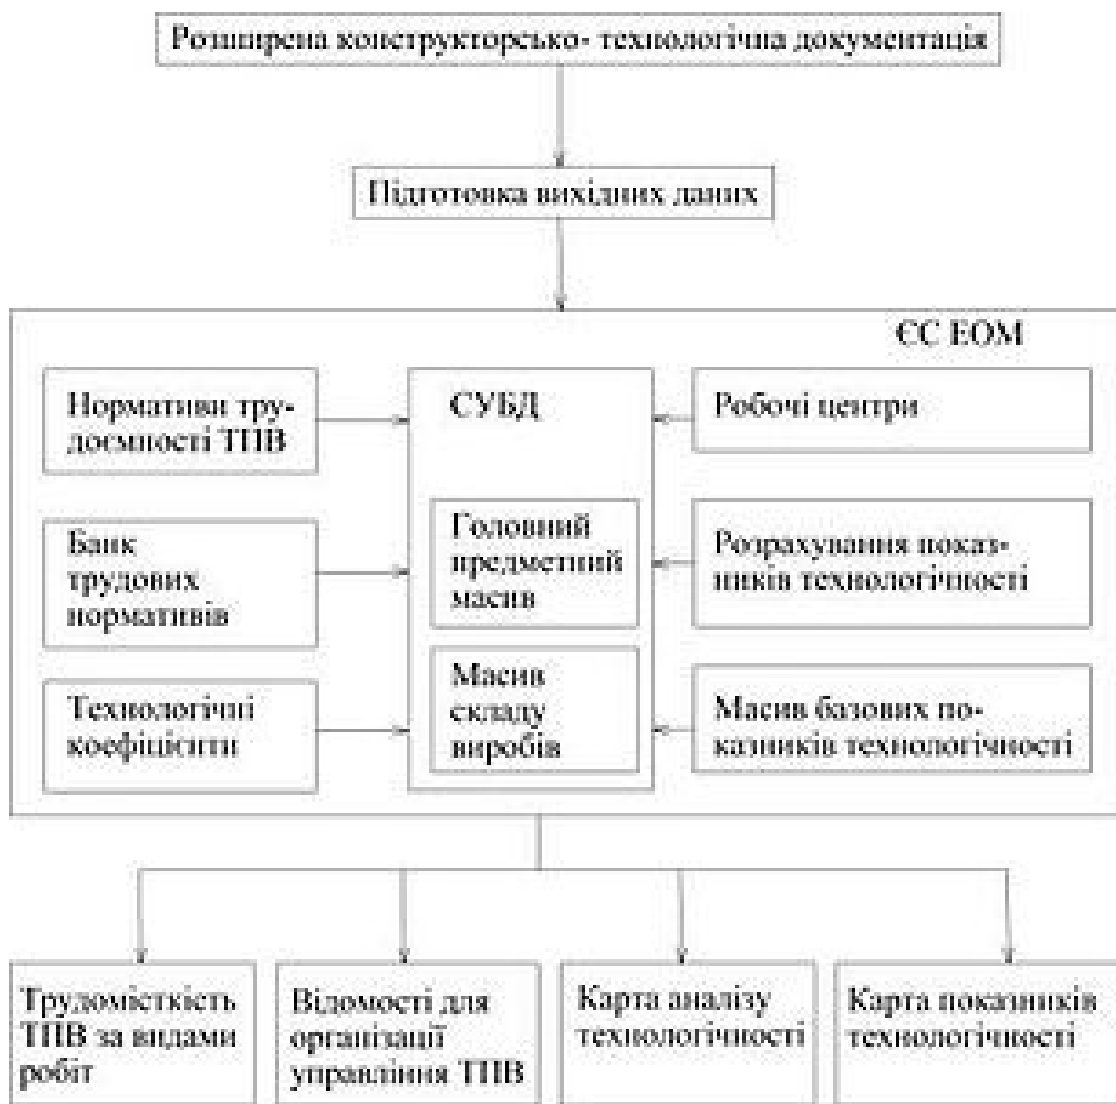 Розширена конструкторсько- технологічна документація
Підготовка вихідних даних
ЄС ЕОМ
Нормативи тру-
доємності ТПВ
Банк
трудових
нормативів
Технологічні
коефіцієнти
СУБД
Головний
предметний
масив
Масив
складу
виробів
Робочі центри
Розрахування показ-
ників технологічності
Масив базових по-
казників технологічності
Трудомісткість
ТПВ за видами
робіт
Відомості для
організації
управління ТПВ
Карта аналізу
технологічності
Карта показників
технологічності